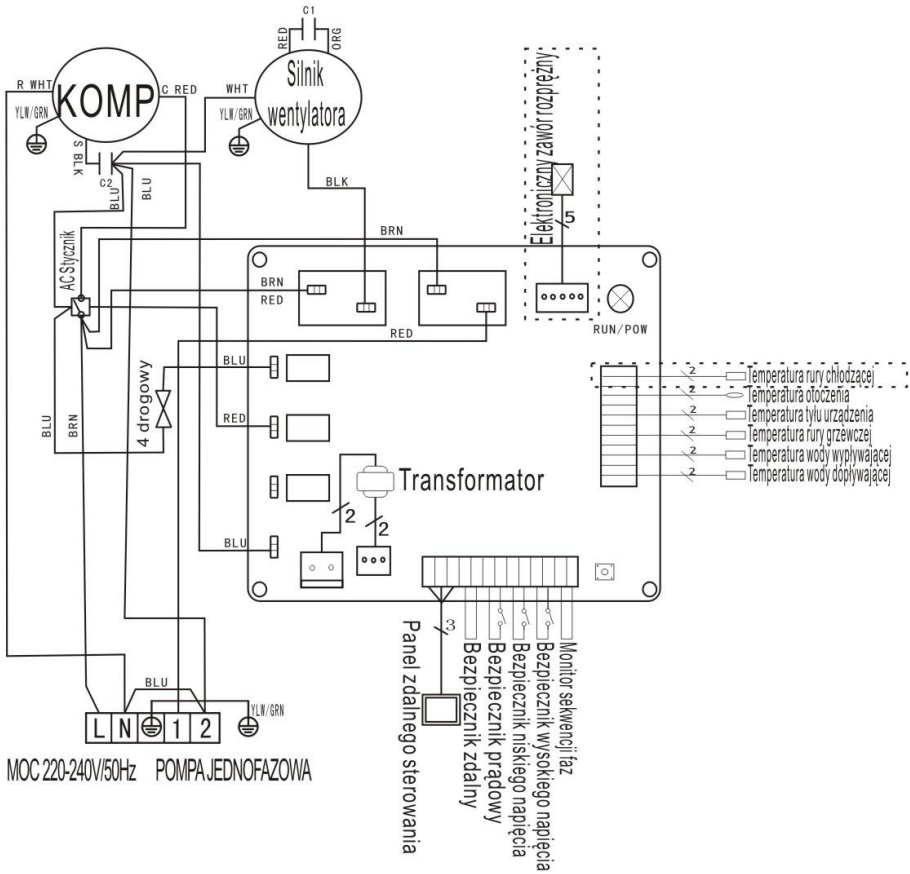 C1
RED
ORG
Silnik
wentylatora
WHT
YLW/GRN
R WHT
KOMP
C RED
YLW/GRN
S BLK
C2
BLU
BLU
BLK
Elektroniczny zawór rozprężny
5
AC Stycznik
BRN
BRN
RED
RED
RUN/POW
BLU
4 drogowy
RED
BLU
BRN
BLU
Transformator
2
2
2
Temperatura rury chłodzącej
2
Temperatura otoczenia
2
Temperatura tyłu urządzenia
2
Temperatura rury grzewczej
2
Temperatura wody wypływającej
2
Temperatura wody dopływającej
3
Panel zdalnego sterowania
Bezpiecznik zdalny
Bezpiecznik prądowy
Bezpiecznik niskiego napięcia
Bezpiecznik wysokiego napięcia
Monitor sekwencji faz
BLU
YLW/GRN
L N 1 2
MOC 220-240V/50Hz POMPA JEDNOFAZOWA